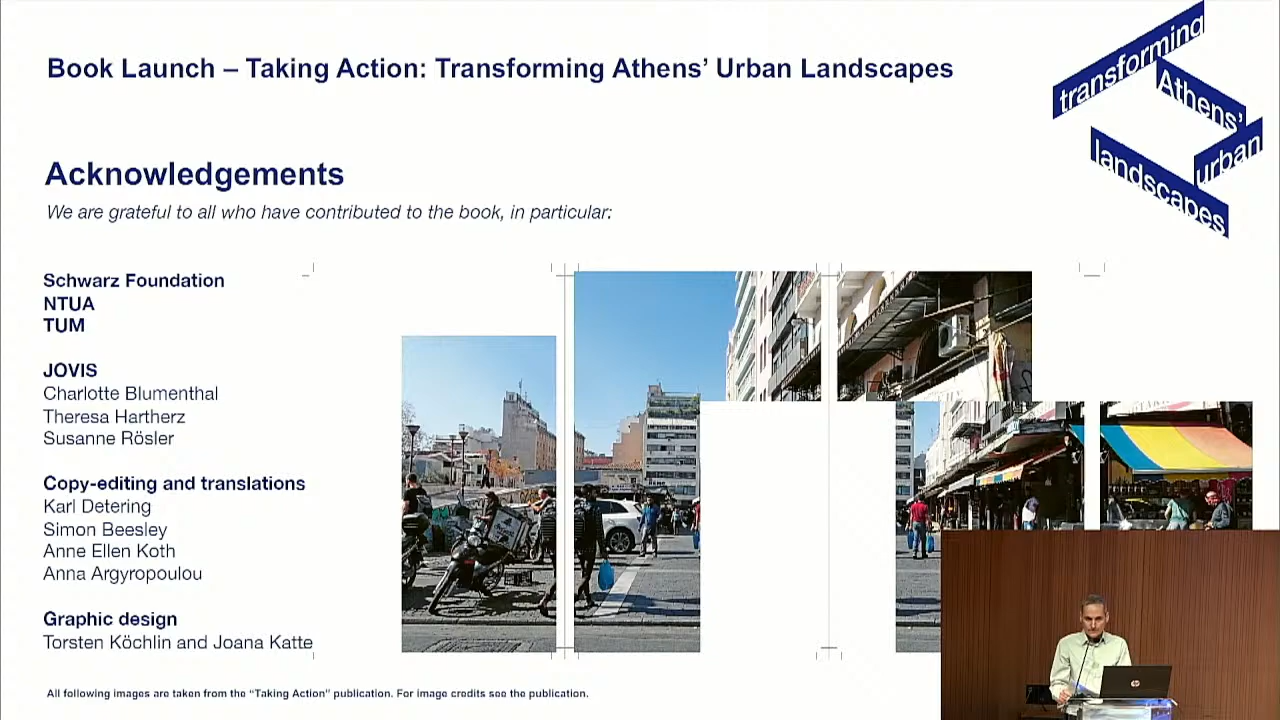 Book Launch – Taking Action: Transforming Athens’ Urban Landscapes
transforming
Athens’
urban
landscapes
Acknowledgements
We are grateful to all who have contributed to the book, in particular:
Schwarz Foundation
NTUA
TUM
JOVIS
Charlotte Blumenthal
Theresa Hartherz
Susanne Rösler
Copy-editing and translations
Karl Detering
Simon Beesley
Anne Ellen Koth
Anna Argyropoulou
Graphic design
Torsten Köchlin and Joana Katte
All following images are taken from the “Taking Action” publication. For image credits see the publication.
hp